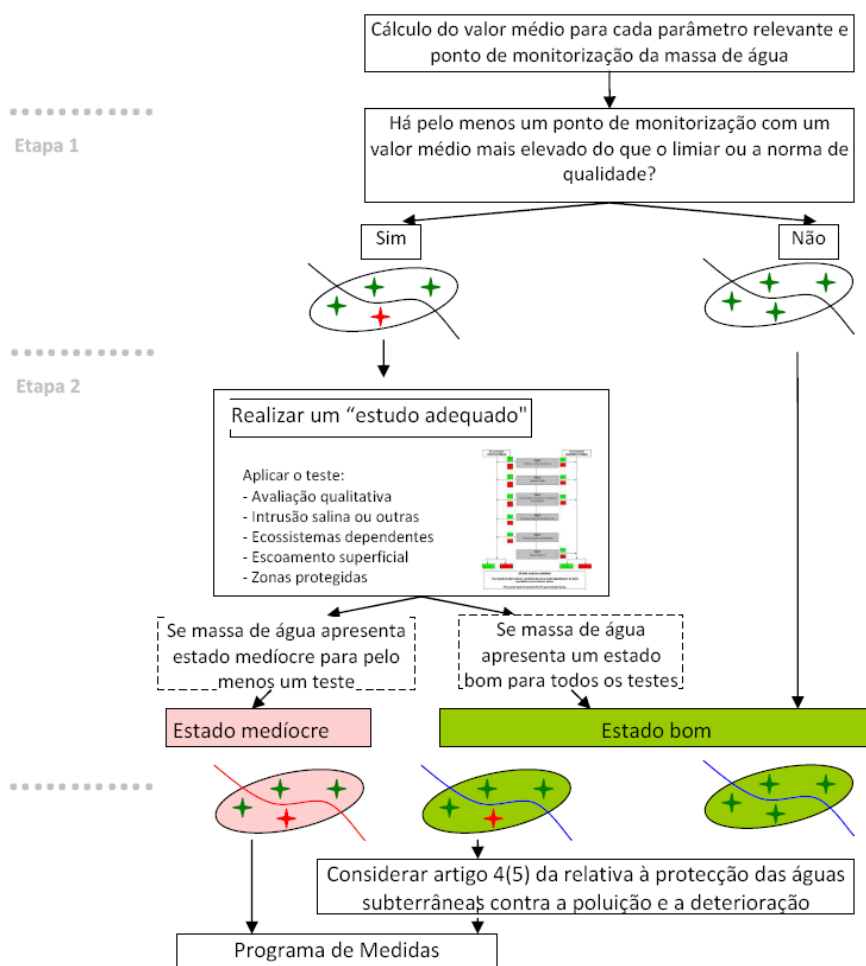 Cálculo do valor médio para cada parâmetro relevante e
ponto de monitorização da massa de água
Etapa 1
Há pelo menos um ponto de monitorização com um
valor médio mais elevado do que o limiar ou a norma de
qualidade?
Sim
Não
Etapa 2
Realizar um “estudo adequado"
Aplicar o teste:
- Avaliação qualitativa
- Intrusão salina ou outras
- Ecossistemas dependentes
- Escoamento superficial
- Zonas protegidas
Se massa de água apresenta
estado medíocre para pelo
menos um teste
Se massa de água
apresenta um estado
bom para todos os testes
Estado medíocre
Estado bom
Considerar artigo 4(5) da relativa à protecção das águas
subterrâneas contra a poluição e a deterioração
Programa de Medidas